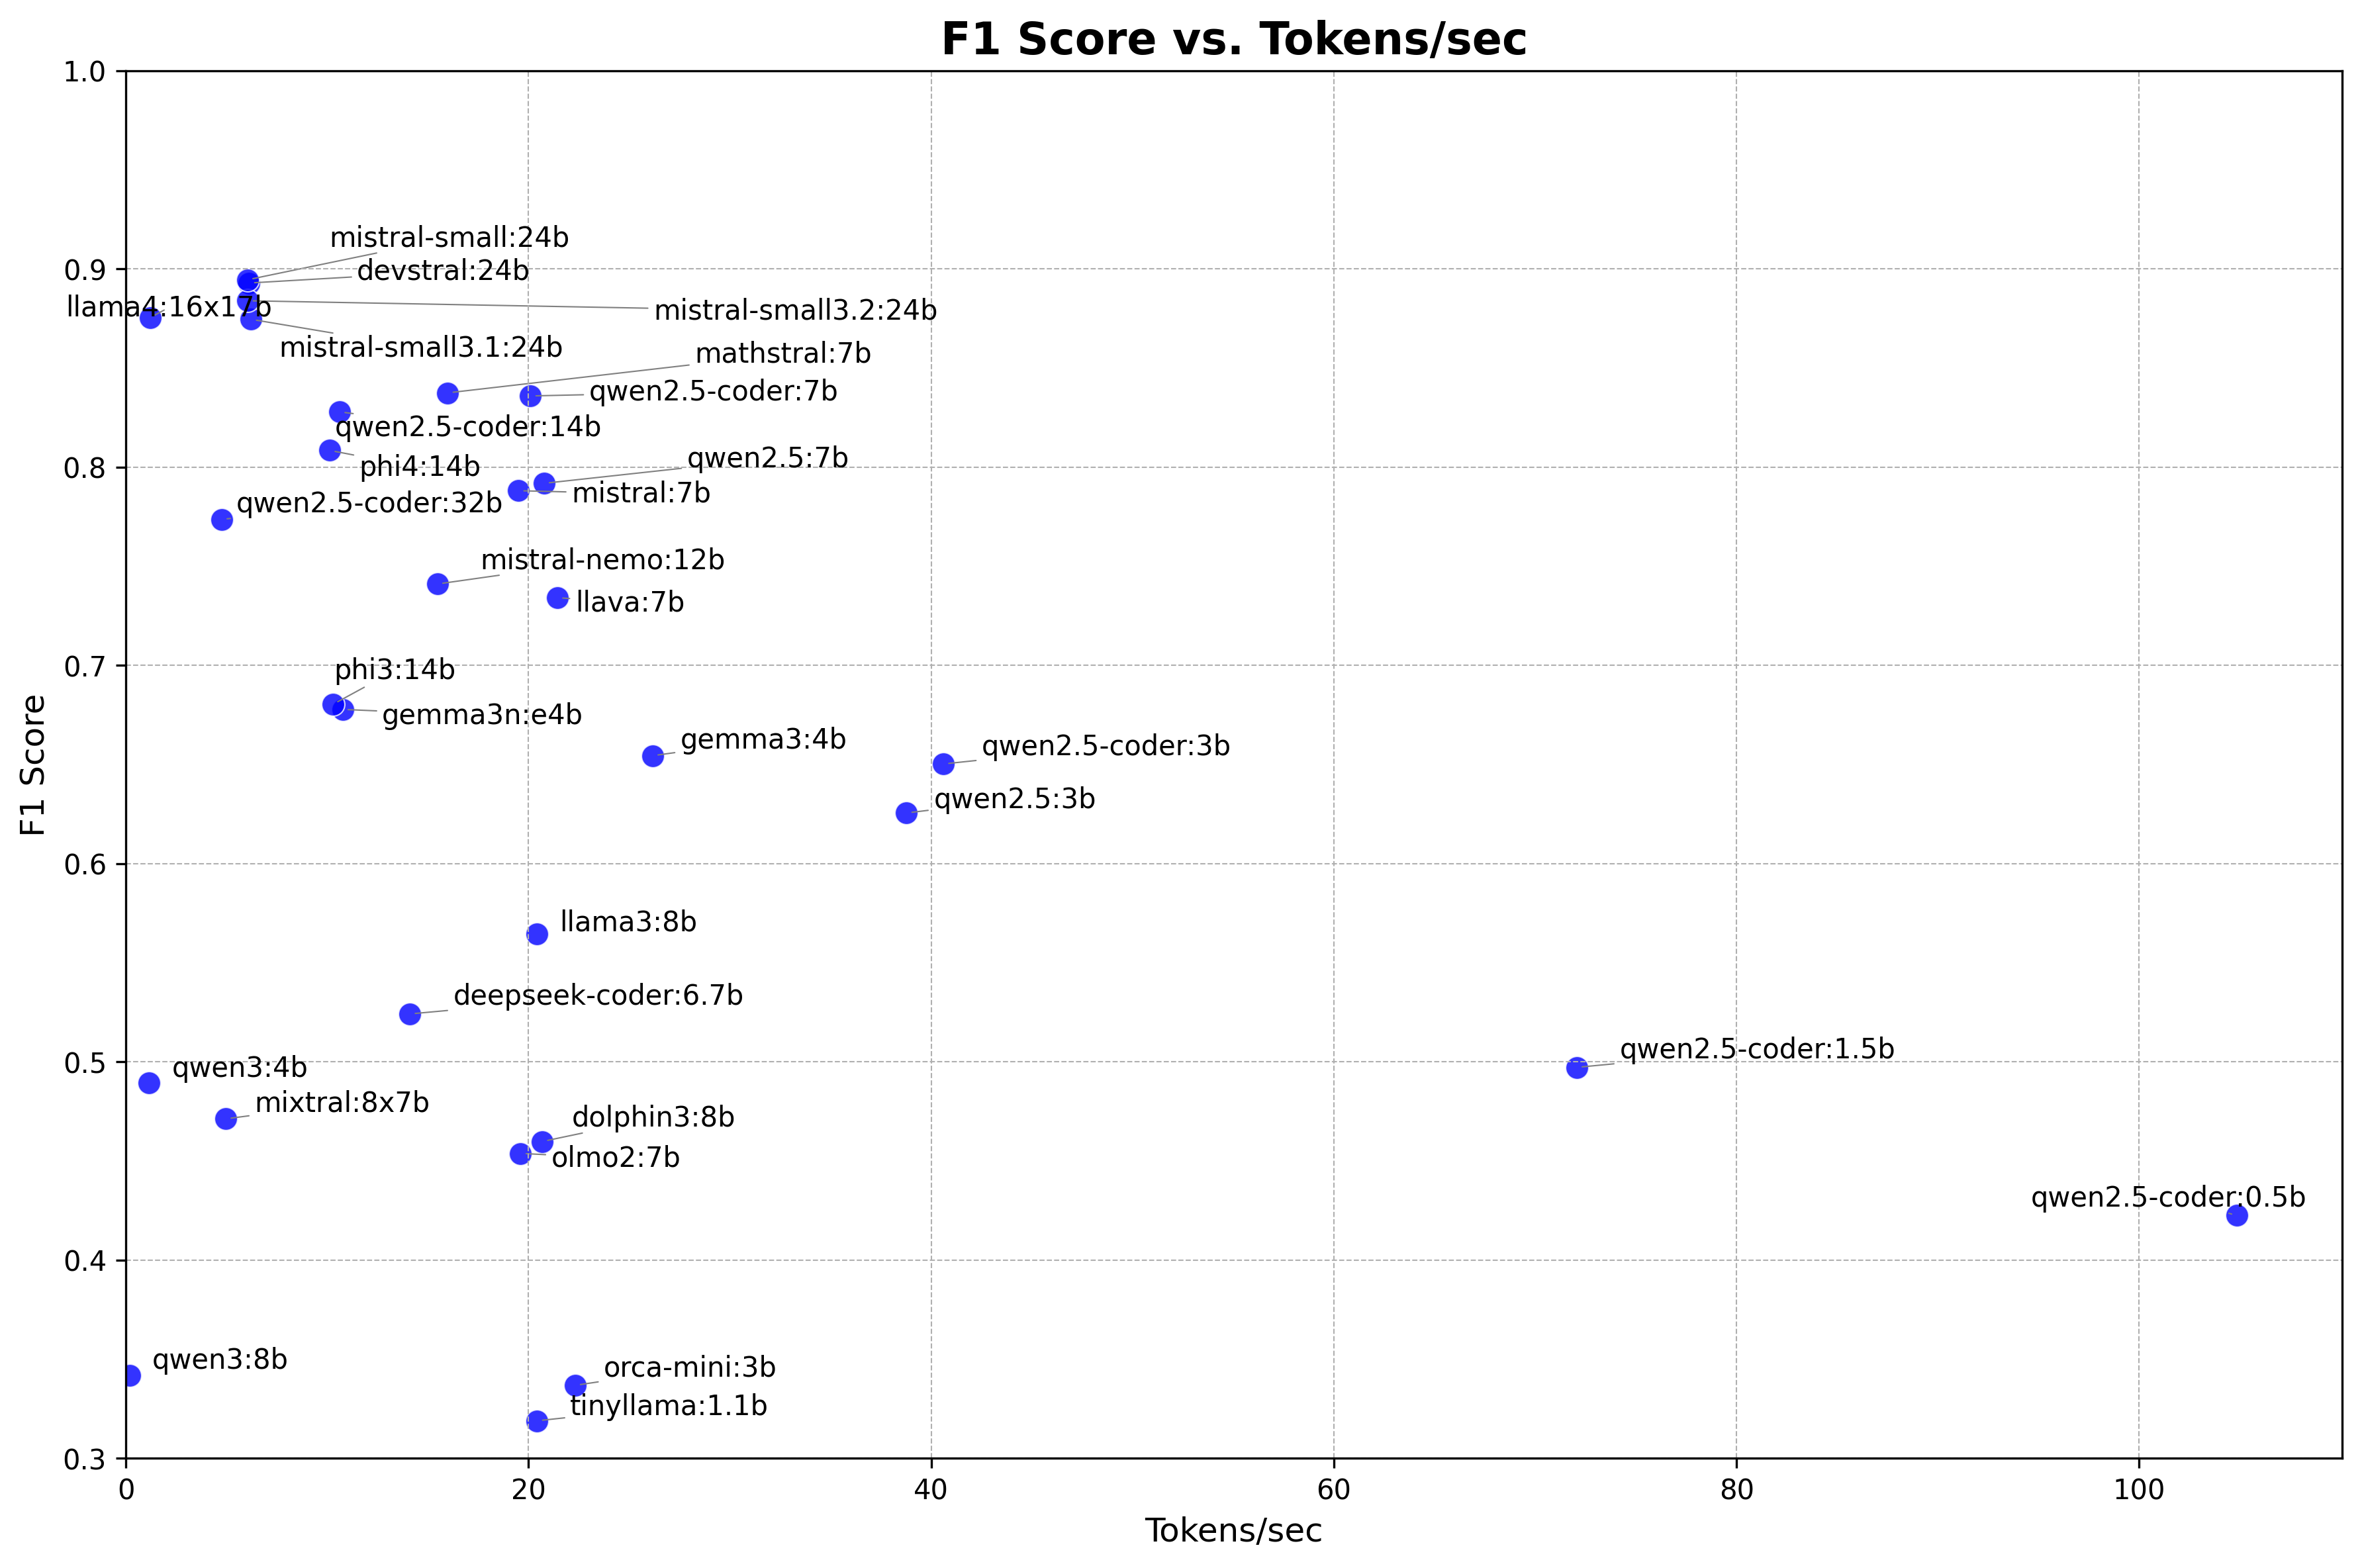 F1 Score vs. Tokens/sec
1.0
mistral-small:24b
0.9
devstral:24b
llama4:16x17b
mistral-small3.2:24b
mistral-small3.1:24b
mathstral:7b
qwen2.5-coder:7b
qwen2.5-coder:14b
qwen2.5:7b
0.8
phi4:14b
mistral:7b
qwen2.5-coder:32b
mistral-nemo:12b
llava:7b
0.7
phi3:14b
gemma3n:e4b
gemma3:4b
qwen2.5-coder:3b
F1 Score
qwen2.5:3b
0.6
llama3:8b
deepseek-coder:6.7b
qwen2.5-coder:1.5b
0.5
qwen3:4b
mixtral:8x7b
dolphin3:8b
olmo2:7b
qwen2.5-coder:0.5b
0.4
qwen3:8b
orca-mini:3b
tinyllama:1.1b
0.3
0 20 40 60 80 100
Tokens/sec